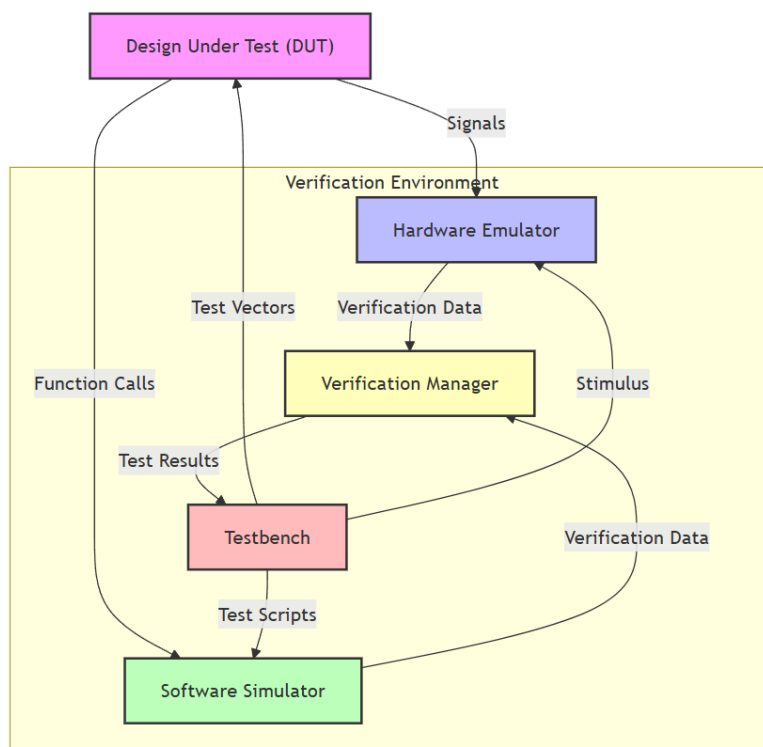 Design Under Test (DUT)
Signals
Verification Environment
Hardware Emulator
Test Vectors
Verification Data
Function Calls
Verification Manager
Stimulus
Test Results
Testbench
Verification Data
Test Scripts
Software Simulator